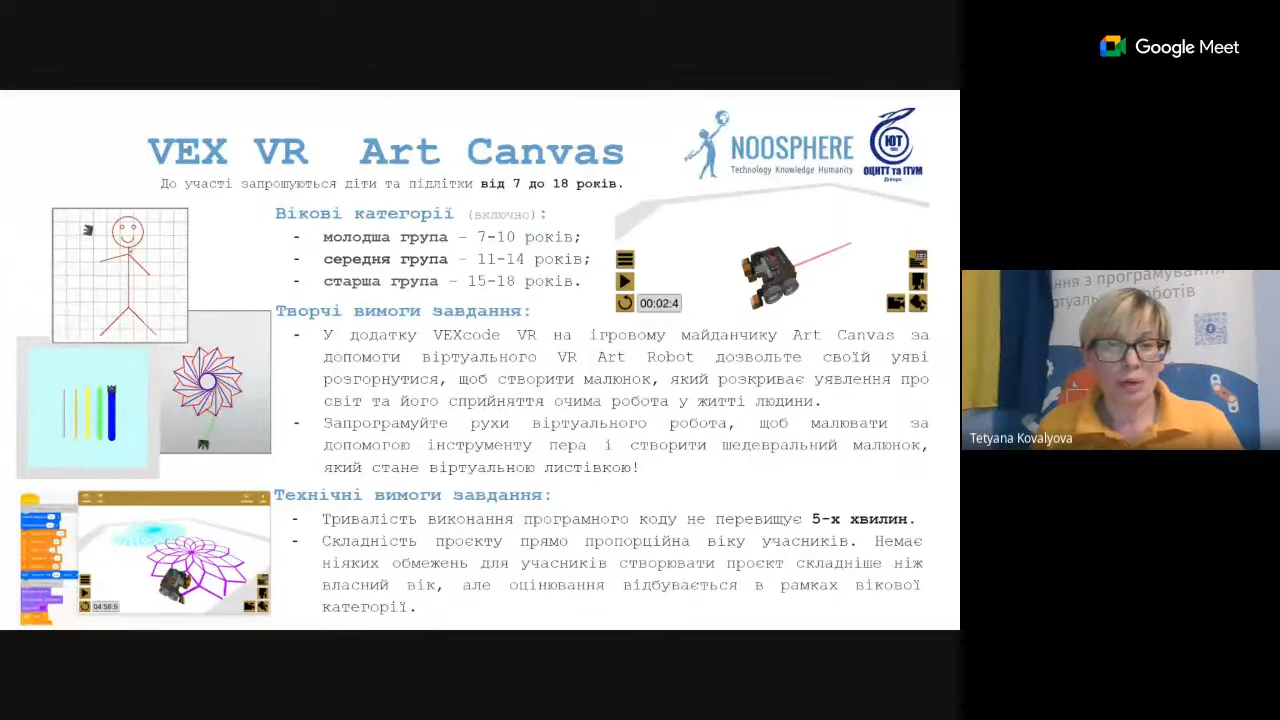 Google Meet
VEX VR Art Canvas
NOOSPHERE
Technology Knowledge Humanity
ЮТ
ОЦНТТ та ІТУМ
Дніпро
До участі запрошуються діти та підлітки від 7 до 18 років.
Вікові категорії (включно):
- молодша група – 7-10 років;
- середня група – 11-14 років;
- старша група – 15-18 років.
00:02:4
Творчі вимоги завдання:
- У додатку VEXcode VR на ігровому майданчику Art Canvas за
допомоги віртуального VR Art Robot дозвольте своїй уяві
розгорнутися, щоб створити малюнок, який розкриває уявлення про
світ та його сприйняття очима робота у житті людини.
- Запрограмуйте рухи віртуального робота, щоб малювати за
допомогою інструменту пера і створити шедевральний малюнок,
який стане віртуальною листівкою!
Технічні вимоги завдання:
- Тривалість виконання програмного коду не перевищує 5-х хвилин.
- Складність проєкту прямо пропорційна віку учасників. Немає
ніяких обмежень для учасників створювати проєкт складніше ніж
власний вік, але оцінювання відбувається в рамках вікової
категорії.
04:58:5
ння з програмування
ртуальн роботів
Tetyana Kovalyova